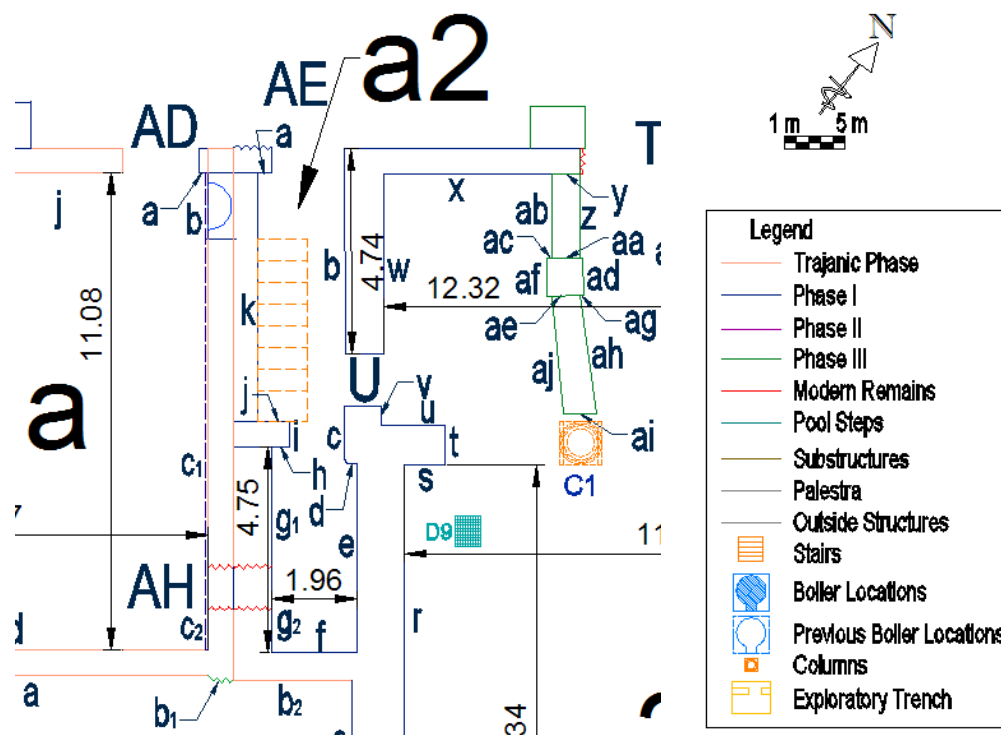 N
1 m 5 m
a2
AE
AD
a
T
j
a
b
x
y
ab
z
ac
aa
a
b
4.74
w
af
ad
12.32
k
ae
ag
11.08
aj
ah
U
v
j
u
a
i
c
t
ai
h
s
C1
c1
d
4.75
g1
e
D9
11
1.96
AH
g2
r
c2
f
d
a
b1
b2
34
Legend
Trajanic Phase
Phase I
Phase II
Phase III
Modern Remains
Pool Steps
Substructures
Palestra
Outside Structures
Stairs
Boiler Locations
Previous Boiler Locations
Columns
Exploratory Trench